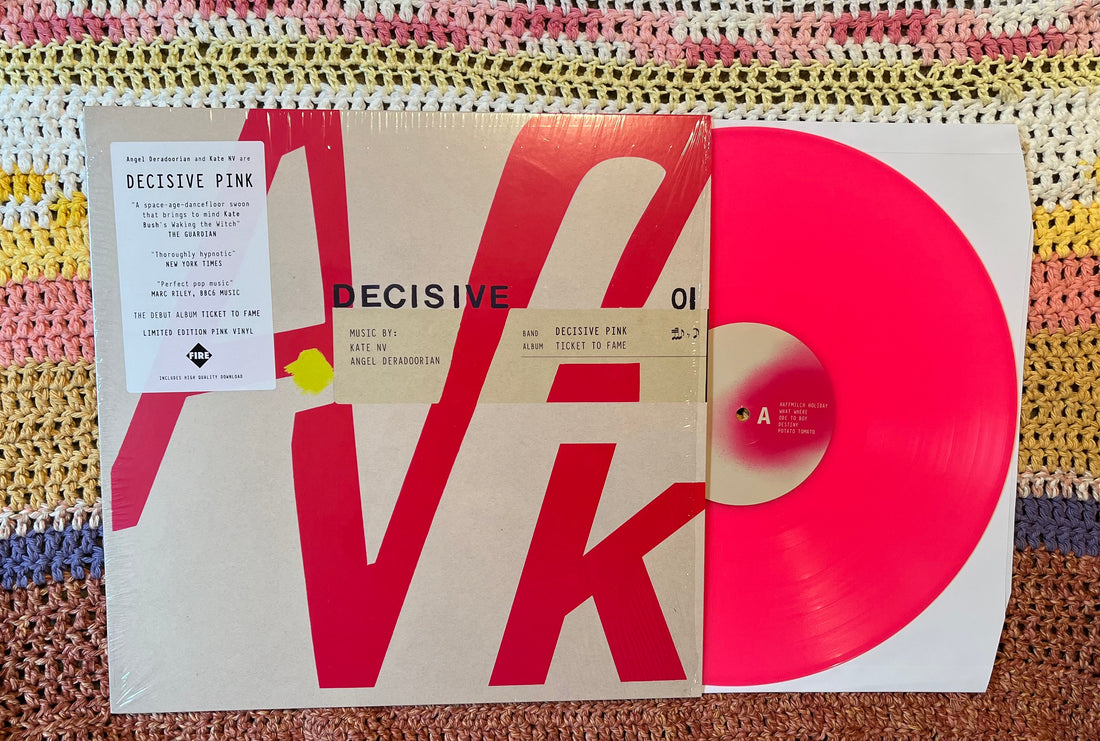 Angel Deradoorian and Kate NV are
DECISIVE PINK
"A space-age-dancefloor swoon
that brings to mind Kate
Bush's Waking the Witch"
THE GUARDIAN
"Thoroughly hypnotic"
NEW YORK TIMES
"Perfect pop music"
MARC RILEY, BBC6 MUSIC
THE DEBUT ALBUM TICKET TO FAME
LIMITED EDITION PINK VINYL
FIRE
INCLUDES HIGH QUALITY DOWNLOAD
DECISIVE
01
MUSIC BY:
KATE NV
ANGEL DERADOORIAN
BAND DECISIVE PINK
ALBUM TICKET TO FAME
k
A
HAFFMILCH HOLIDAY
WHAT WHERE
ODE TO BOY
DESTINY
POTATO TOMATO